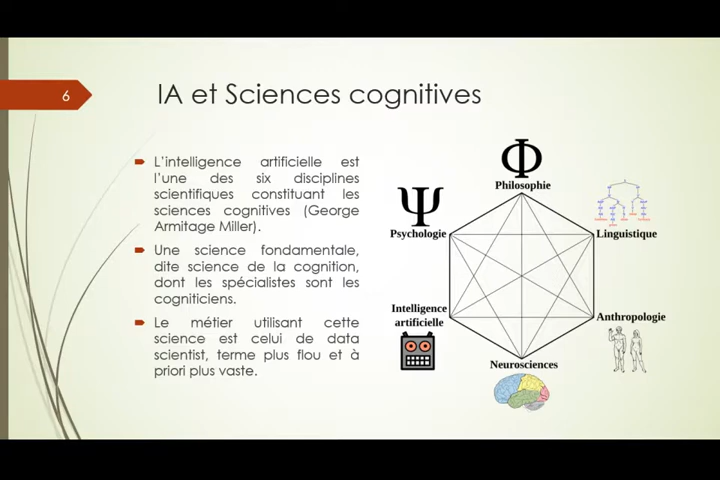 6
IA et Sciences cognitives
L'intelligence artificielle est
l'une des six disciplines
scientifiques constituant les
sciences cognitives (George
Armitage Miller).
Une science fondamentale,
dite science de la cognition,
dont les spécialistes sont les
cogniticiens.
Le métier utilisant cette
science est celui de data
scientist, terme plus flou et à
priori plus vaste.
Φ
Philosophie
Ψ
Psychologie
Linguistique
Intelligence
artificielle
Anthropologie
Neurosciences